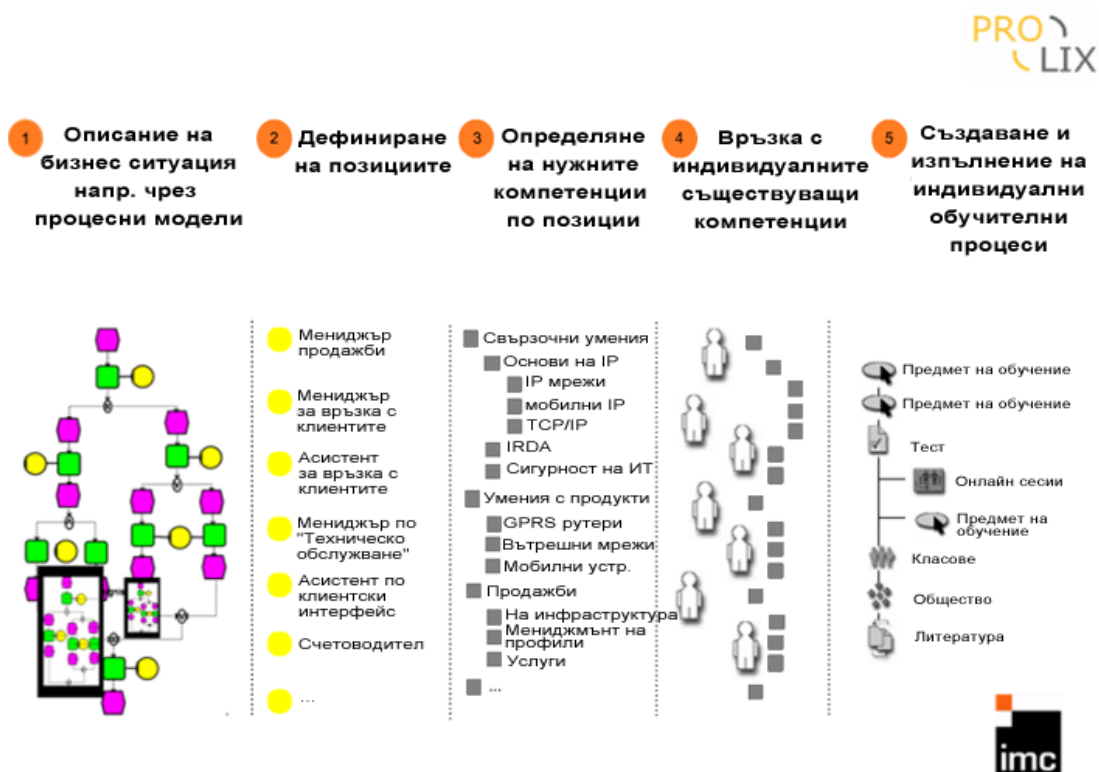 PRO
LIX
1
Описание на
бизнес ситуация
напр. чрез
процесни модели
2
Дефиниране
на позициите
3
Определяне
на нужните
компетенции
по позиции
4
Връзка с
индивидуалните
съществуващи
компетенции
5
Създаване и
изпълнение на
индивидуални
обучителни
процеси
Мениджър
продажби
Мениджър
за връзка с
клиентите
Асистент
за връзка с
клиентите
Мениджър по
"Техническо
обслужване"
Асистент по
клиентски
интерфейс
Счетоводител
...
Свързочни умения
Основи на IP
IP мрежи
мобилни IP
TCP/IP
IRDA
Сигурност на ИТ
Умения с продукти
GPRS рутери
Вътрешни мрежи
Мобилни устр.
Продажби
На инфраструктура
Мениджмънт на
профили
Услуги
...
Предмет на обучение
Предмет на обучение
Тест
Онлайн сесии
Предмет на
обучение
Класове
Общество
Литература
imc